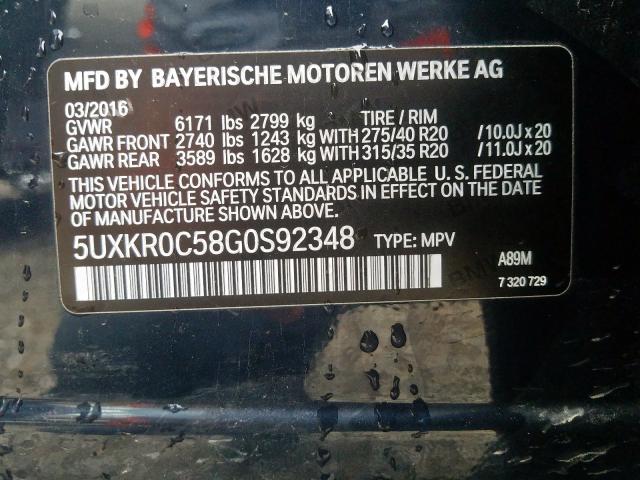 MFD BY BAYERISCHE MOTOREN WERKE AG
03/2016
GVWR 6171 lbs 2799 kg TIRE / RIM
GAWR FRONT 2740 lbs 1243 kg WITH 275/40 R20 /10.0J x 20
GAWR REAR 3589 lbs 1628 kg WITH 315/35 R20 /11.0J x 20
THIS VEHICLE CONFORMS TO ALL APPLICABLE U. S. FEDERAL
MOTOR VEHICLE SAFETY STANDARDS IN EFFECT ON THE
DATE OF MANUFACTURE SHOWN ABOVE.
5UXKR0C58G0S92348 TYPE: MPV
A89M
7 320 729
BMW